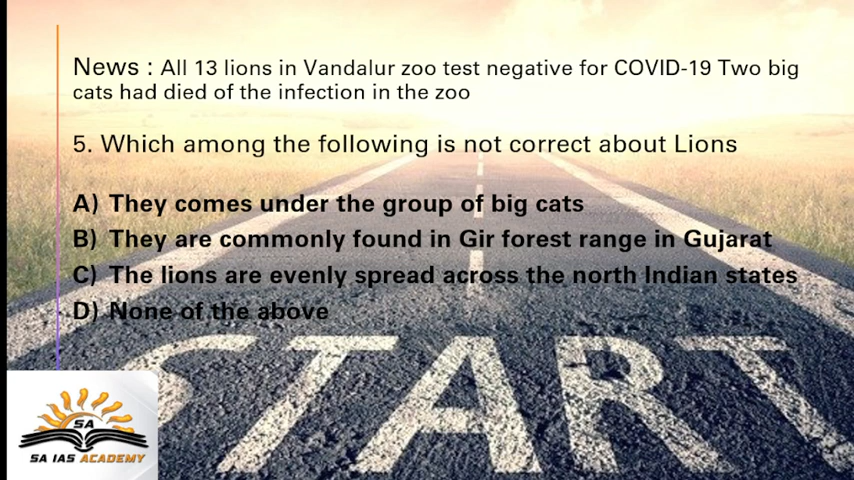 News : All 13 lions in Vandalur zoo test negative for COVID-19 Two big
cats had died of the infection in the zoo
5. Which among the following is not correct about Lions
A) They comes under the group of big cats
B) They are commonly found in Gir forest range in Gujarat
C) The lions are evenly spread across the north Indian states
D) None of the above
START
SA
SA IAS ACADEMY